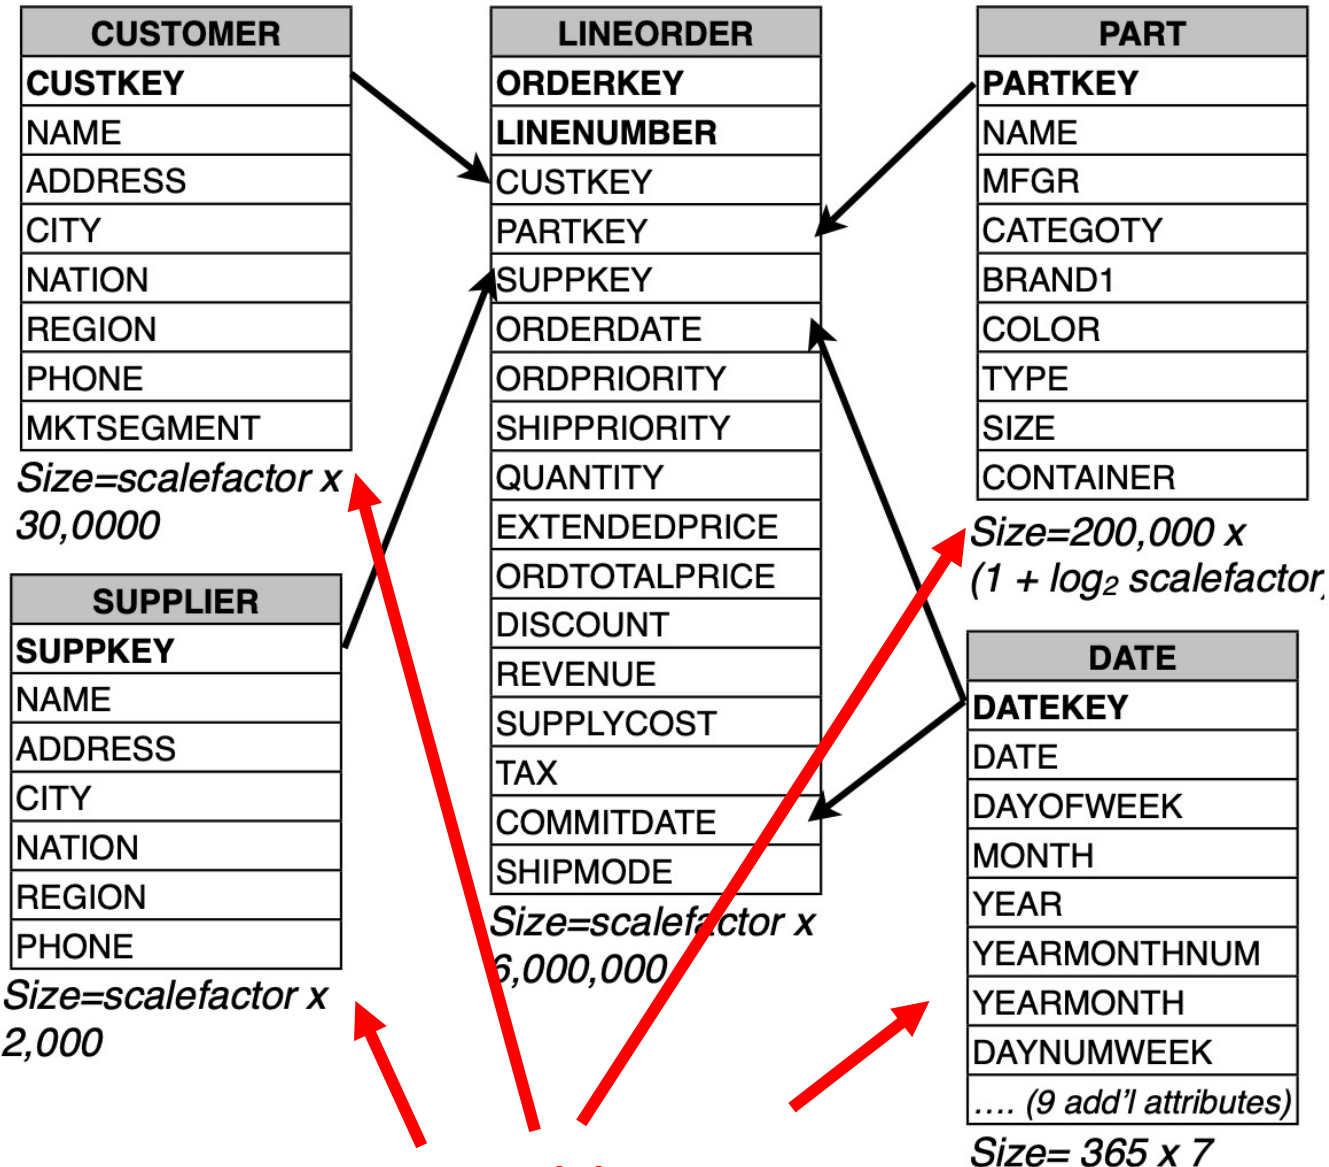 CUSTOMER
CUSTKEY
NAME
ADDRESS
CITY
NATION
REGION
PHONE
MKTSEGMENT
Size=scalefactor x
30,0000
SUPPLIER
SUPPKEY
NAME
ADDRESS
CITY
NATION
REGION
PHONE
Size=scalefactor x
2,000
LINEORDER
ORDERKEY
LINENUMBER
CUSTKEY
PARTKEY
SUPPKEY
ORDERDATE
ORDPRIORITY
SHIPPRIORITY
QUANTITY
EXTENDEDPRICE
ORDTOTALPRICE
DISCOUNT
REVENUE
SUPPLYCOST
TAX
COMMITDATE
SHIPMODE
Size=scalefactor x
6,000,000
PART
PARTKEY
NAME
MFGR
CATEGOTY
BRAND1
COLOR
TYPE
SIZE
CONTAINER
Size=200,000 x
(1 + log₂ scalefactor)
DATE
DATEKEY
DATE
DAYOFWEEK
MONTH
YEAR
YEARMONTHNUM
YEARMONTH
DAYNUMWEEK
.... (9 add'l attributes)
Size= 365 x 7